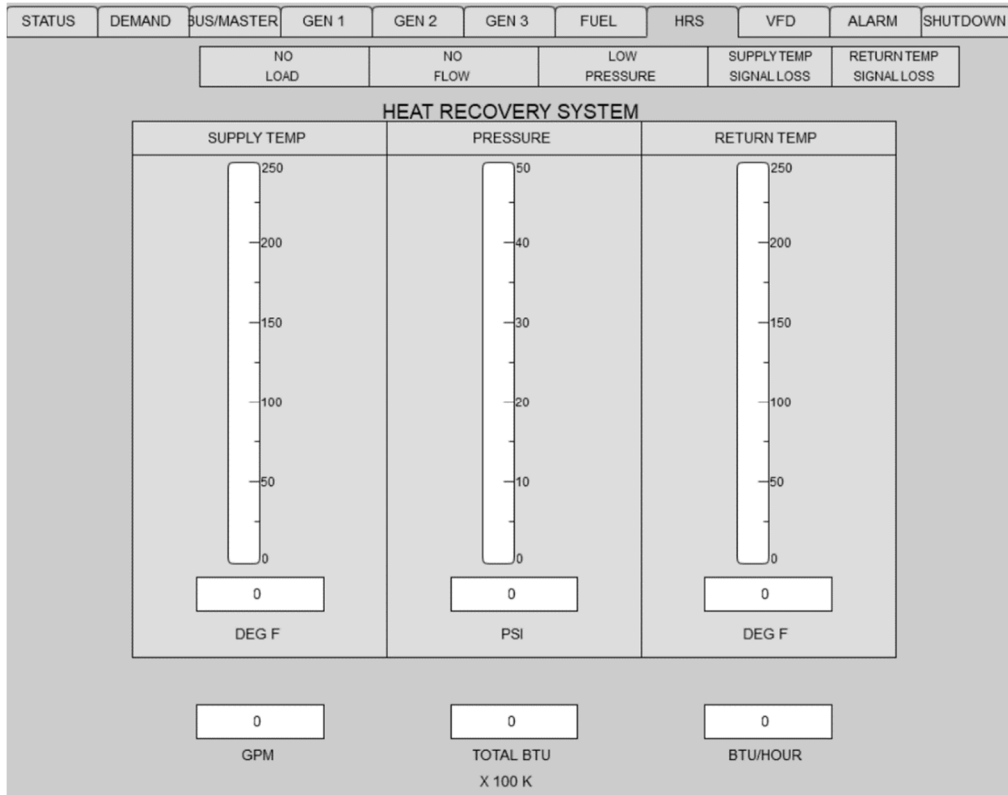 STATUS DEMAND BUS/MASTER GEN 1 GEN 2 GEN 3 FUEL HRS VFD ALARM SHUTDOWN
NO NO LOW SUPPLY TEMP RETURN TEMP
LOAD FLOW PRESSURE SIGNAL LOSS SIGNAL LOSS
HEAT RECOVERY SYSTEM
SUPPLY TEMP PRESSURE RETURN TEMP
250 50 250
200 40 200
150 30 150
100 20 100
50 10 50
0 0 0
0 0 0
DEG F PSI DEG F
0 0 0
GPM TOTAL BTU BTU/HOUR
X 100 K